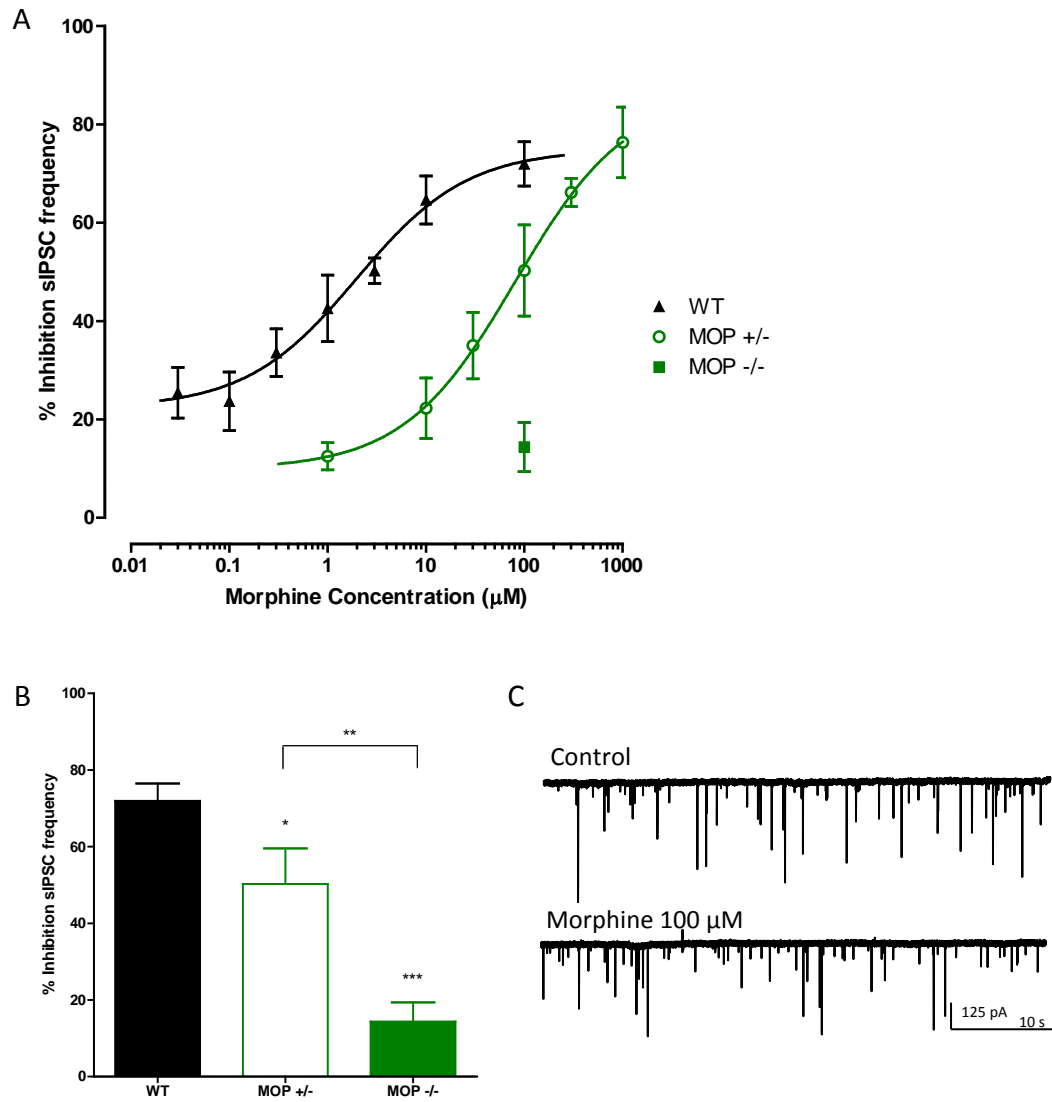 A
100
80
60
40
20
0
% Inhibition sIPSC frequency
0.01 0.1 1 10 100 1000
Morphine Concentration (µM)
WT
MOP +/-
MOP -/-
B
100
80
60
40
20
0
% Inhibition sIPSC frequency
**
*
***
WT MOP +/- MOP -/-
C
Control
Morphine 100 µM
125 pA
10 s